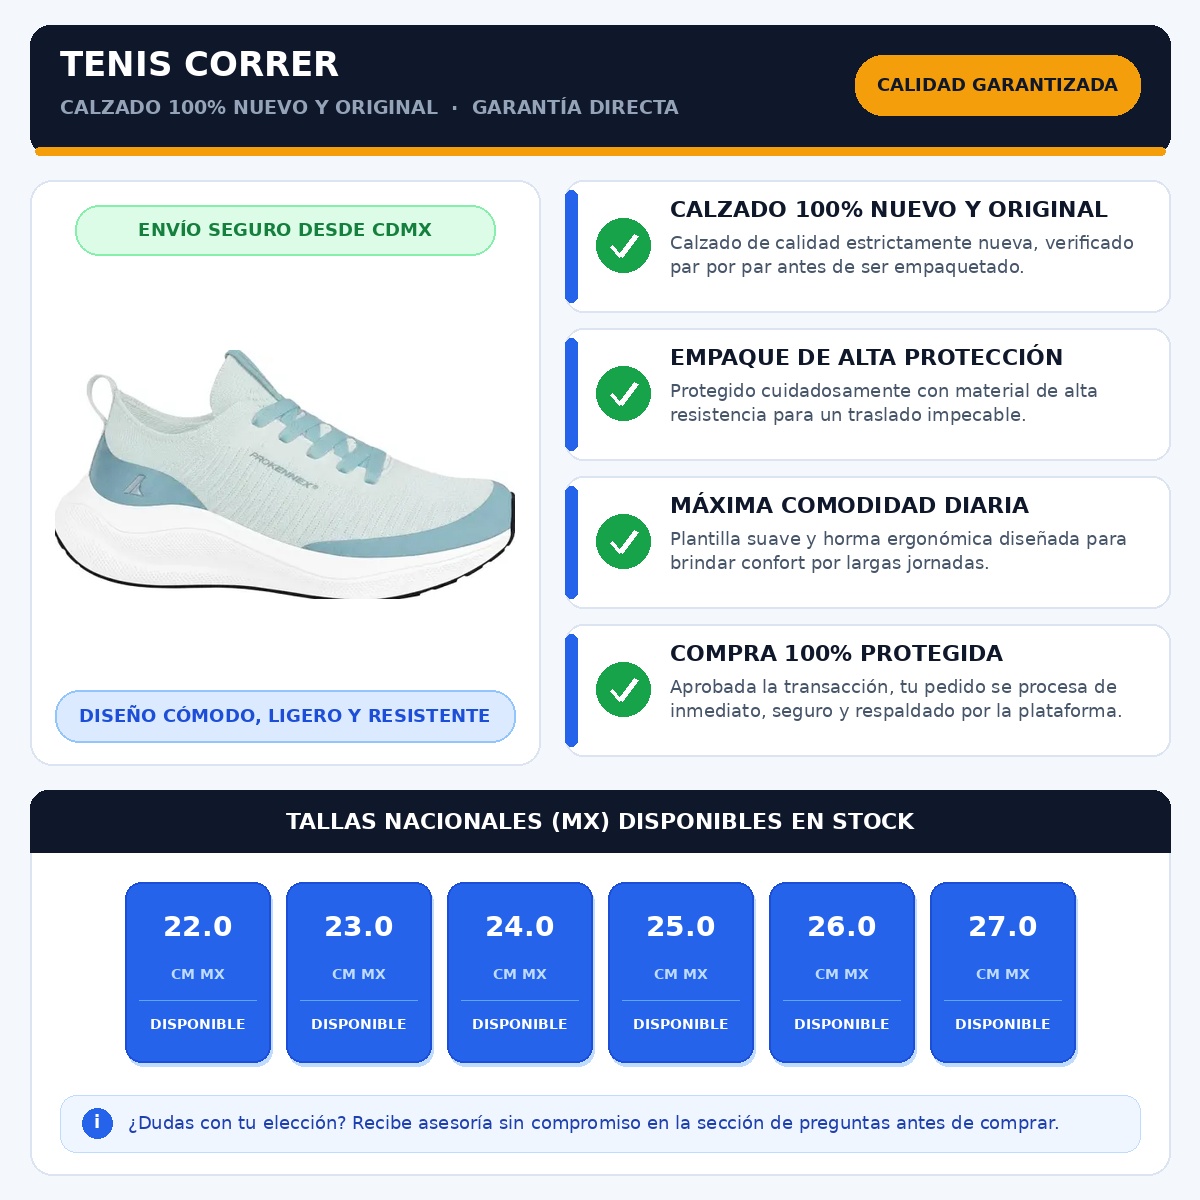 TENIS CORRER
CALZADO 100% NUEVO Y ORIGINAL · GARANTÍA DIRECTA
CALIDAD GARANTIZADA
ENVÍO SEGURO DESDE CDMX
PROKENNEX®
DISEÑO CÓMODO, LIGERO Y RESISTENTE
CALZADO 100% NUEVO Y ORIGINAL
Calzado de calidad estrictamente nueva, verificado
par por par antes de ser empaquetado.
EMPAQUE DE ALTA PROTECCIÓN
Protegido cuidadosamente con material de alta
resistencia para un traslado impecable.
MÁXIMA COMODIDAD DIARIA
Plantilla suave y horma ergonómica diseñada para
brindar confort por largas jornadas.
COMPRA 100% PROTEGIDA
Aprobada la transacción, tu pedido se procesa de
inmediato, seguro y respaldado por la plataforma.
TALLAS NACIONALES (MX) DISPONIBLES EN STOCK
22.0 23.0 24.0 25.0 26.0 27.0
CM MX CM MX CM MX CM MX CM MX CM MX
DISPONIBLE DISPONIBLE DISPONIBLE DISPONIBLE DISPONIBLE DISPONIBLE
i ¿Dudas con tu elección? Recibe asesoría sin compromiso en la sección de preguntas antes de comprar.